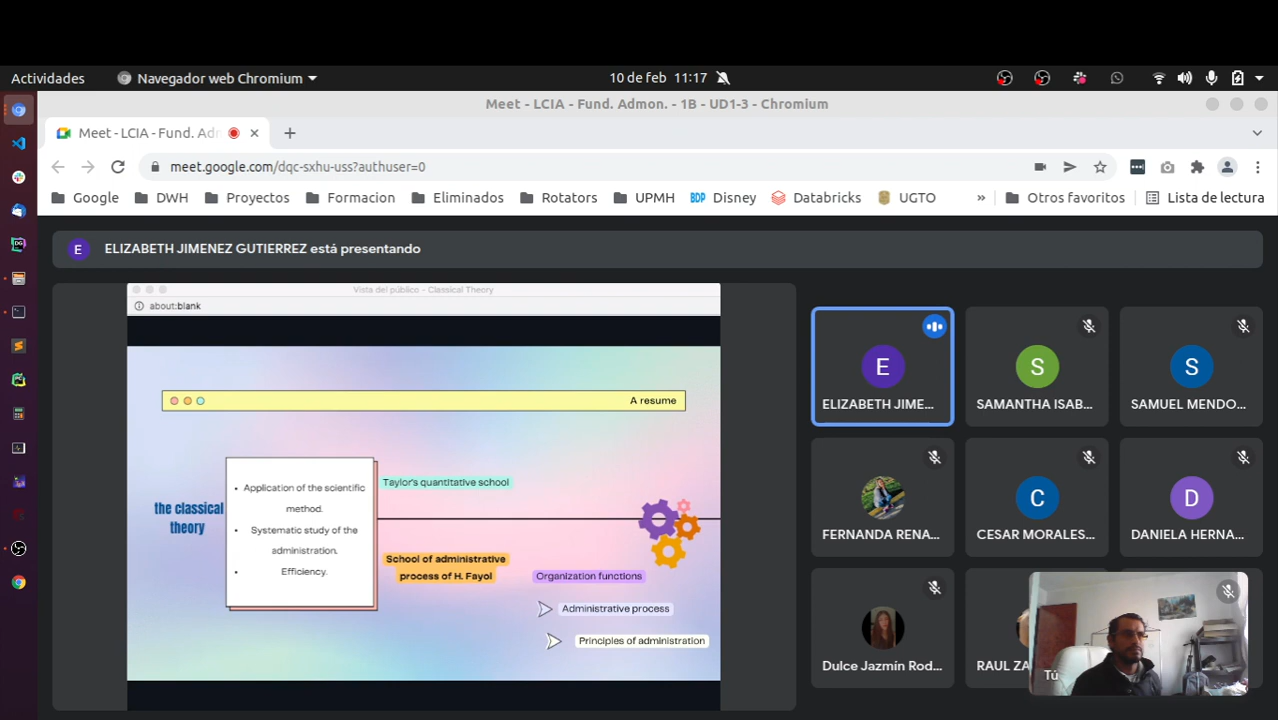 Actividades
Navegador web Chromium
10 de feb 11:17
Meet - LCIA - Fund. Admon. - 1B - UD1-3 - Chromium
Meet - LCIA - Fund. Adm
meet.google.com/dqc-sxhu-uss?authuser=0
Google
DWH
Proyectos
Formacion
Eliminados
Rotators
UPMH
BDP Disney
Databricks
UGTO
»
Otros favoritos
Lista de lectura
E
ELIZABETH JIMENEZ GUTIERREZ está presentando
Vista del público - Classical Theory
about:blank
A resume
the classical
theory
• Application of the scientific
method.
• Systematic study of the
administration.
• Efficiency.
Taylor's quantitative school
School of administrative
process of H. Fayol
Organization functions
Administrative process
Principles of administration
E
ELIZABETH JIME...
S
SAMANTHA ISAB...
S
SAMUEL MENDO...
FERNANDA RENA...
C
CESAR MORALES...
D
DANIELA HERNA...
Dulce Jazmín Rod...
RAUL ZA
Tú